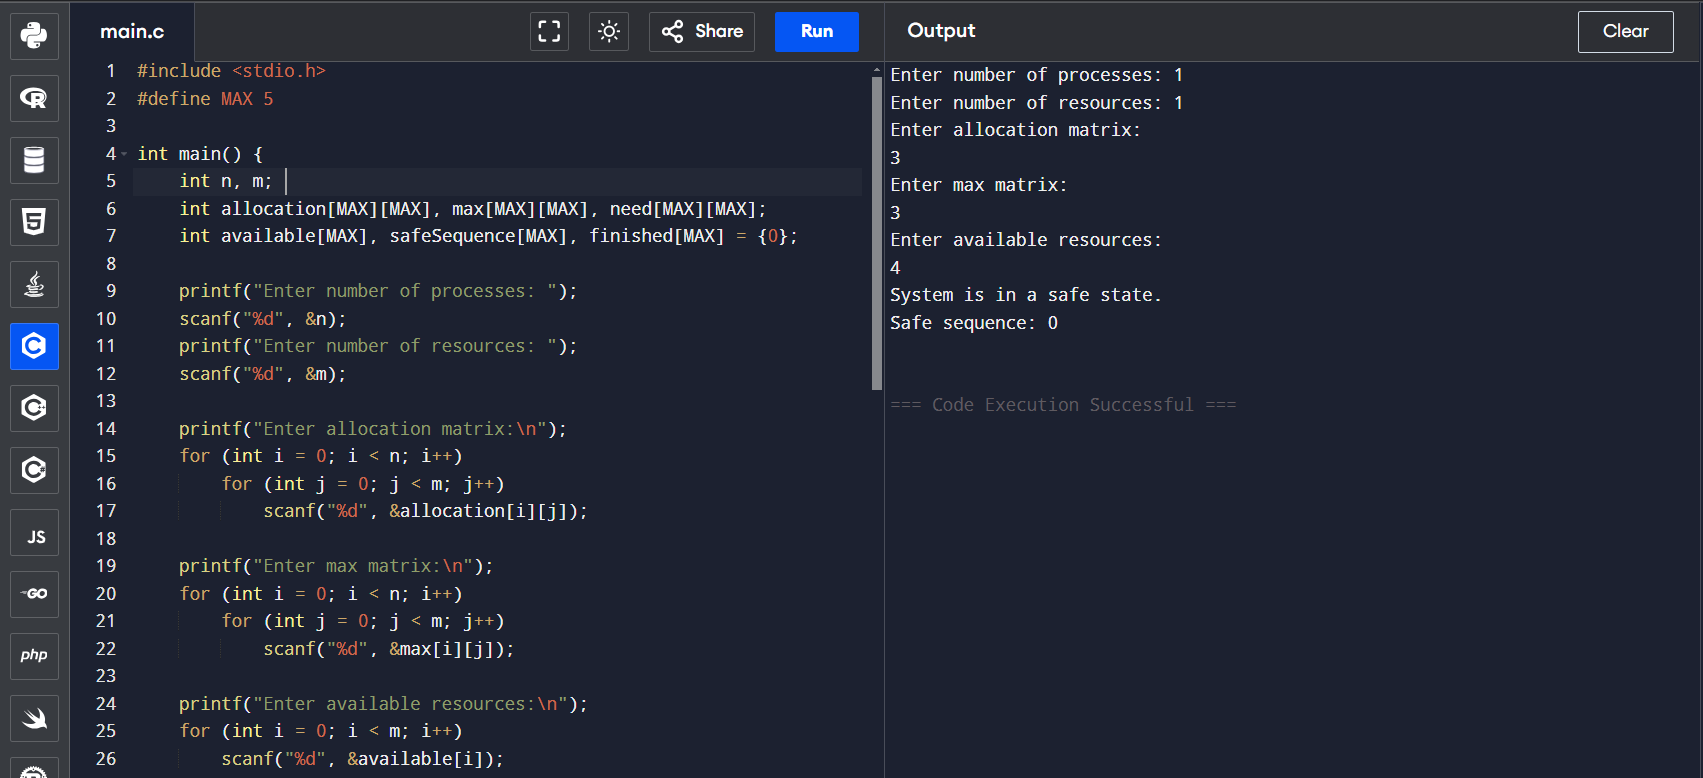 main.c
Share
Run
Output
Clear
R
5
C
C
C
JS
GO
php
1 #include <stdio.h>
2 #define MAX 5
3
4 int main() {
5     int n, m;
6     int allocation[MAX][MAX], max[MAX][MAX], need[MAX][MAX];
7     int available[MAX], safeSequence[MAX], finished[MAX] = {0};
8
9     printf("Enter number of processes: ");
10     scanf("%d", &n);
11     printf("Enter number of resources: ");
12     scanf("%d", &m);
13
14     printf("Enter allocation matrix:\n");
15     for (int i = 0; i < n; i++)
16         for (int j = 0; j < m; j++)
17             scanf("%d", &allocation[i][j]);
18
19     printf("Enter max matrix:\n");
20     for (int i = 0; i < n; i++)
21         for (int j = 0; j < m; j++)
22             scanf("%d", &max[i][j]);
23
24     printf("Enter available resources:\n");
25     for (int i = 0; i < m; i++)
26         scanf("%d", &available[i]);
Enter number of processes: 1
Enter number of resources: 1
Enter allocation matrix:
3
Enter max matrix:
3
Enter available resources:
4
System is in a safe state.
Safe sequence: 0
=== Code Execution Successful ===